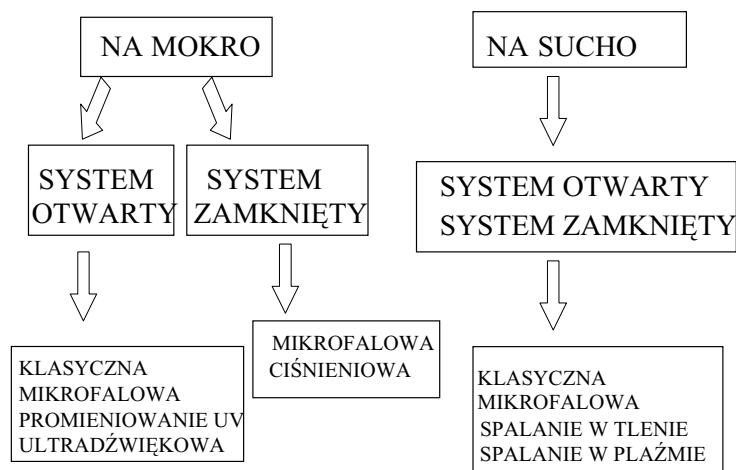 NA MOKRO
SYSTEM
OTWARTY
SYSTEM
ZAMKNIĘTY
KLASYCZNA
MIKROFALOWA
PROMIENIOWANIE UV
ULTRADŹWIĘKOWA
MIKROFALOWA
CIŚNIENIOWA
NA SUCHO
SYSTEM OTWARTY
SYSTEM ZAMKNIĘTY
KLASYCZNA
MIKROFALOWA
SPALANIE W TLENIE
SPALANIE W PLAŹMIE